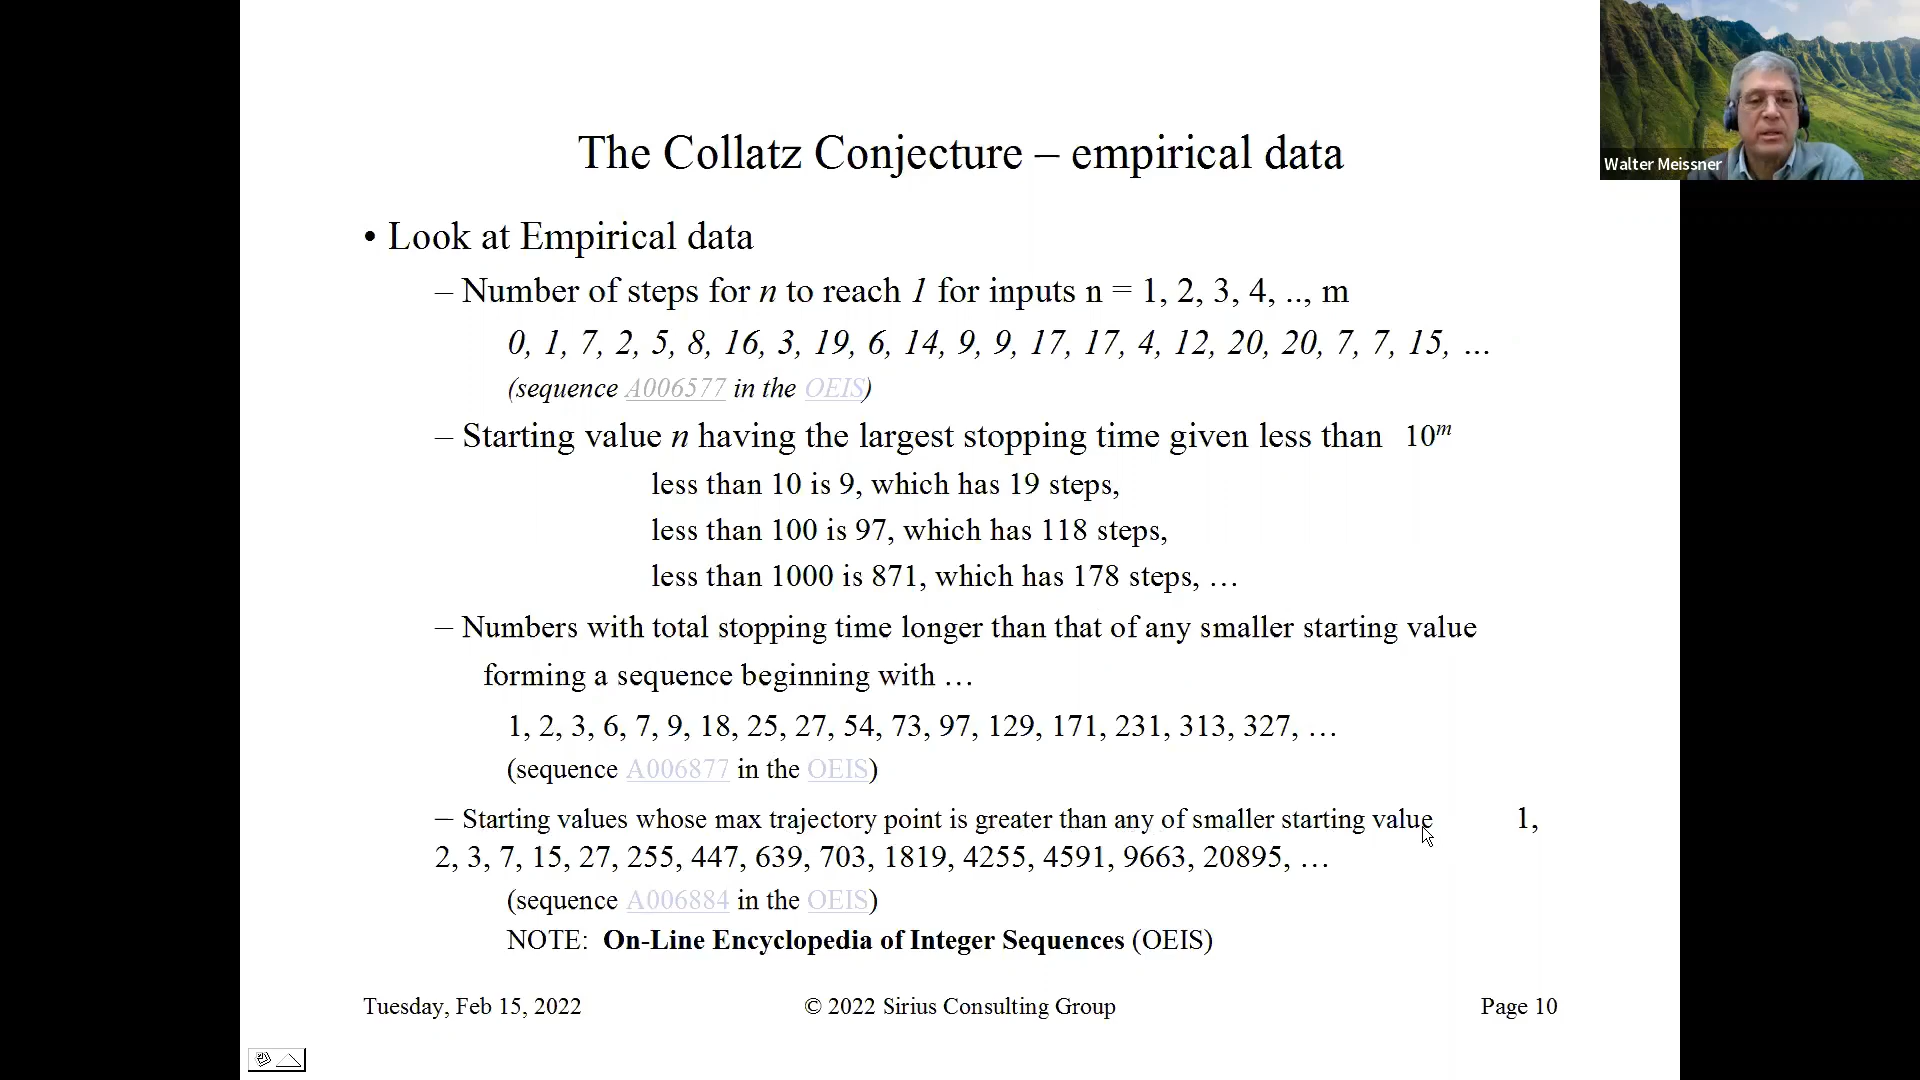 Walter Meissner
The Collatz Conjecture – empirical data
• Look at Empirical data
– Number of steps for n to reach 1 for inputs n = 1, 2, 3, 4, .., m
0, 1, 7, 2, 5, 8, 16, 3, 19, 6, 14, 9, 9, 17, 17, 4, 12, 20, 20, 7, 7, 15, …
(sequence A006577 in the OEIS)
– Starting value n having the largest stopping time given less than 10ᵐ
less than 10 is 9, which has 19 steps,
less than 100 is 97, which has 118 steps,
less than 1000 is 871, which has 178 steps, …
– Numbers with total stopping time longer than that of any smaller starting value
forming a sequence beginning with …
1, 2, 3, 6, 7, 9, 18, 25, 27, 54, 73, 97, 129, 171, 231, 313, 327, …
(sequence A006877 in the OEIS)
– Starting values whose max trajectory point is greater than any of smaller starting value 1,
2, 3, 7, 15, 27, 255, 447, 639, 703, 1819, 4255, 4591, 9663, 20895, …
(sequence A006884 in the OEIS)
NOTE: On-Line Encyclopedia of Integer Sequences (OEIS)
Tuesday, Feb 15, 2022
© 2022 Sirius Consulting Group
Page 10